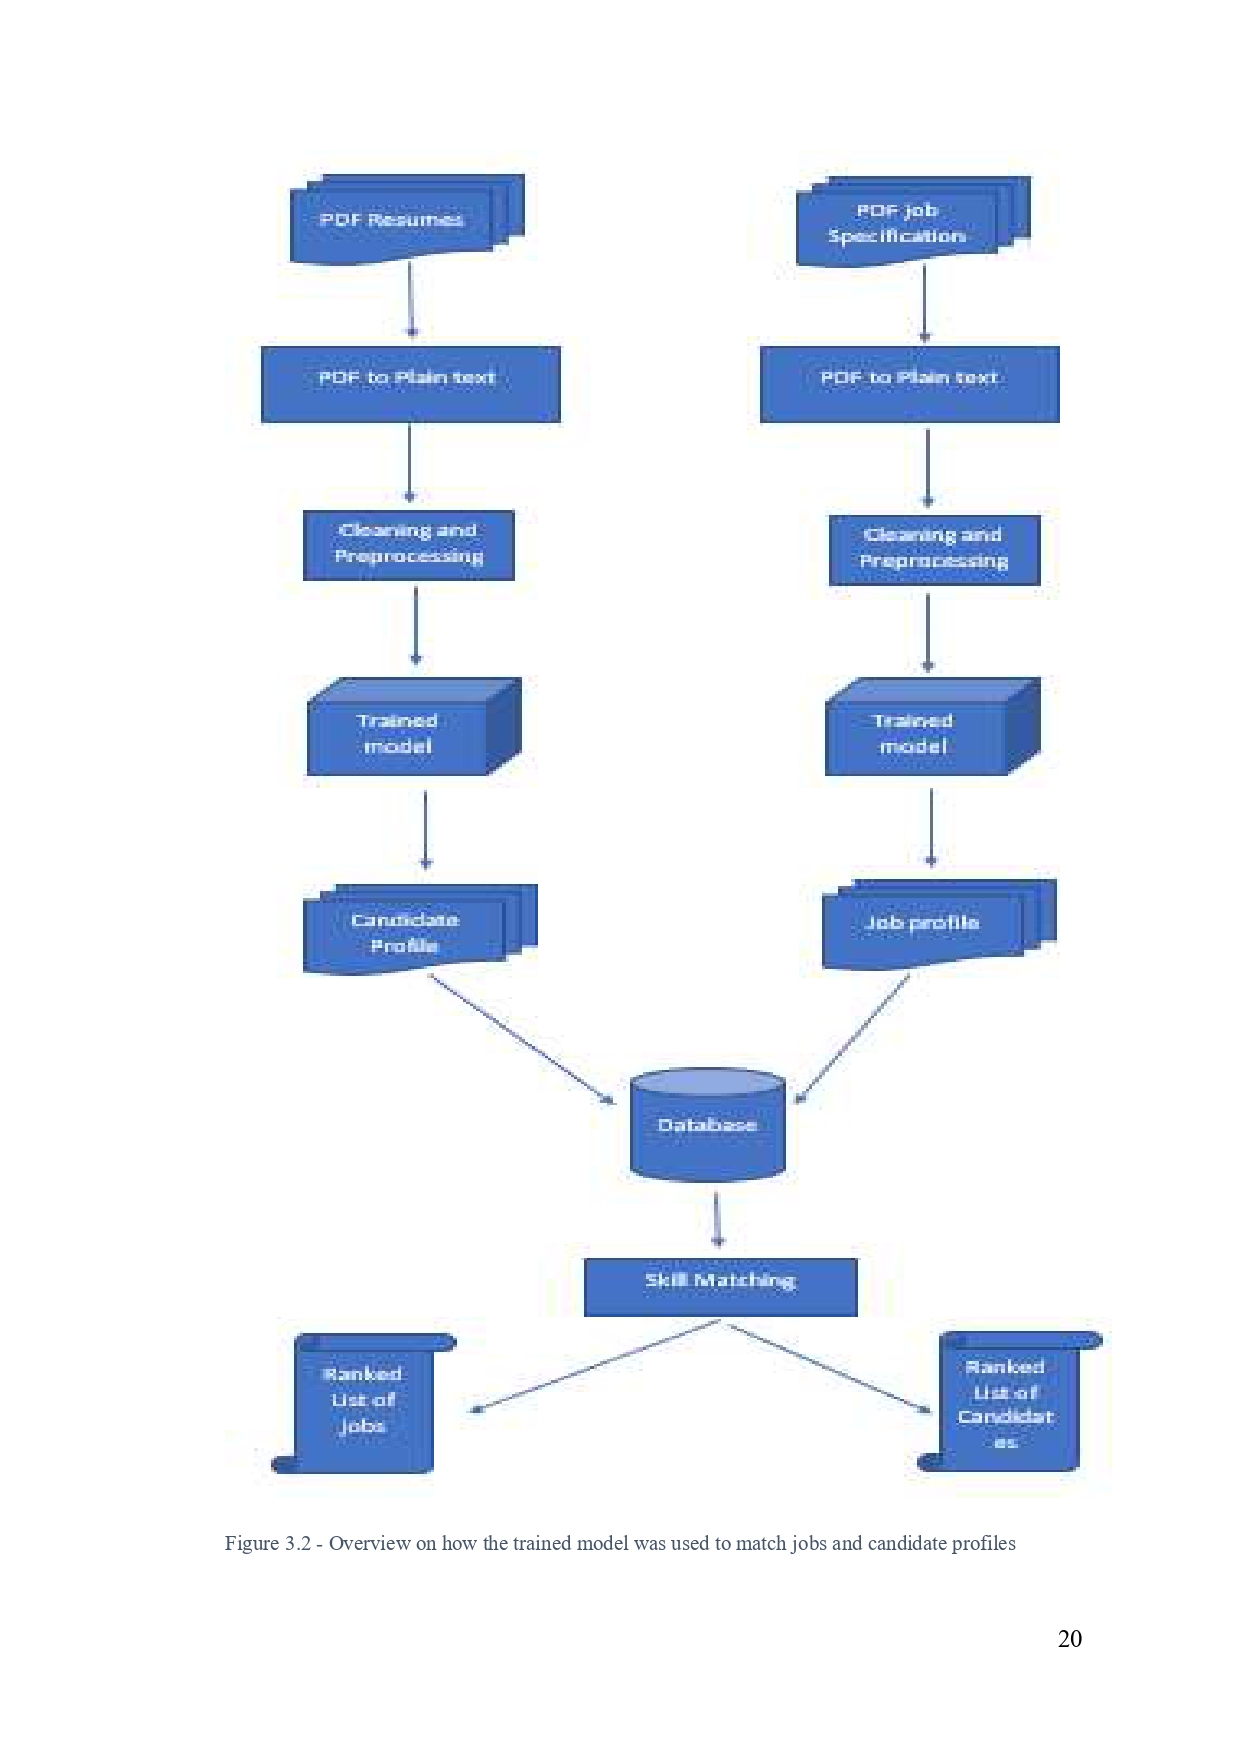 PDF Resumes
PDF job
Specification
PDF to Plain text
PDF to Plain text
Cleaning and
Preprocessing
Cleaning and
Preprocessing
Trained
model
Trained
model
Candidate
Profile
Job profile
Database
Skill Matching
Ranked
List of
jobs
Ranked
List of
Candidat
es
Figure 3.2 - Overview on how the trained model was used to match jobs and candidate profiles
20